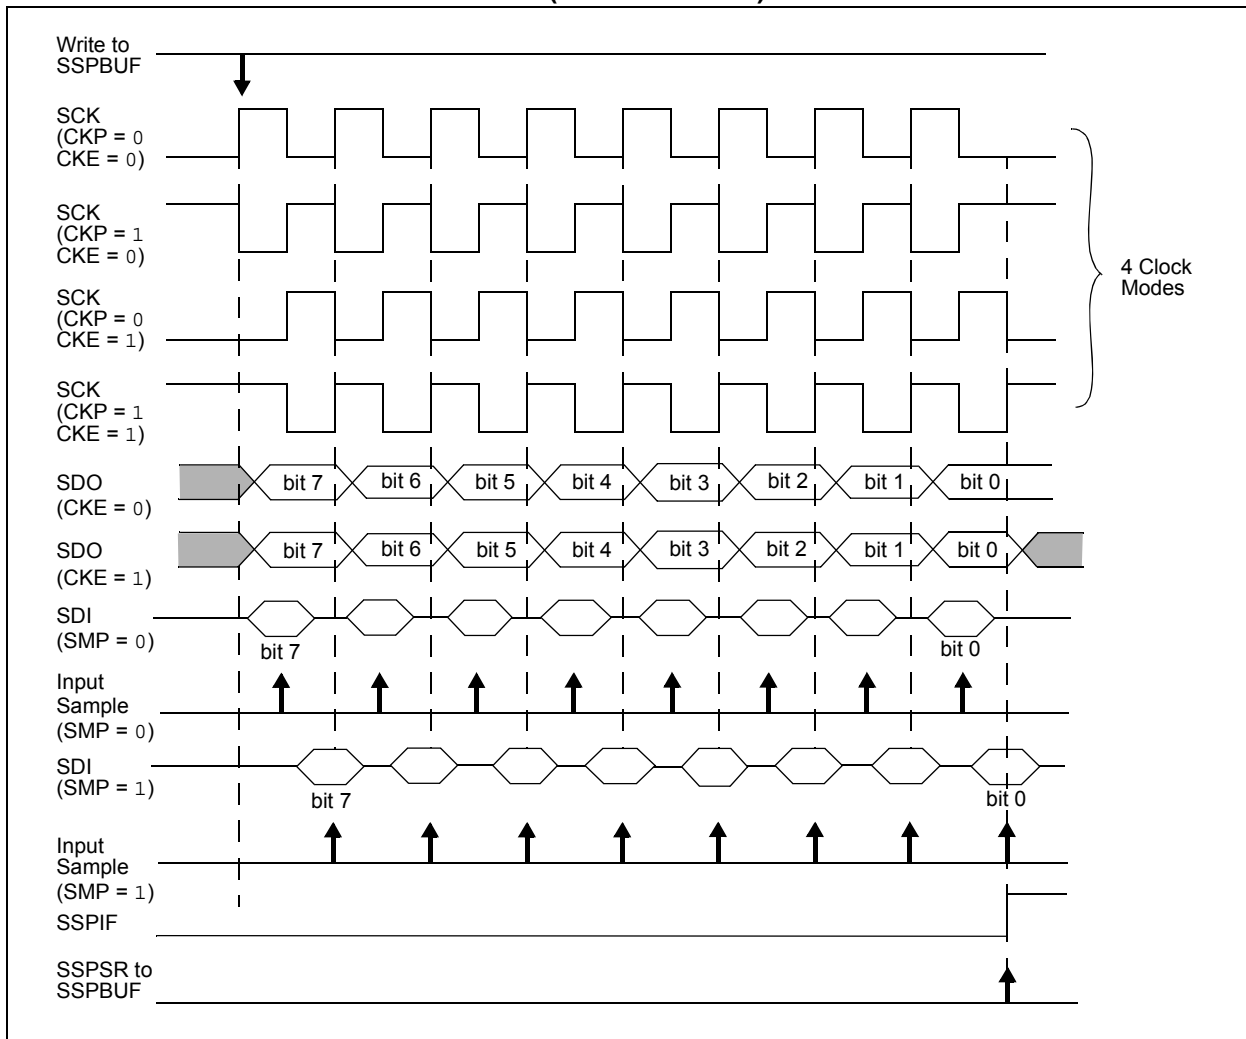 Write to
SSPBUF
SCK
(CKP = 0
CKE = 0)
SCK
(CKP = 1
CKE = 0)
SCK
(CKP = 0
CKE = 1)
SCK
(CKP = 1
CKE = 1)
4 Clock
Modes
SDO
(CKE = 0)
bit 7 bit 6 bit 5 bit 4 bit 3 bit 2 bit 1 bit 0
SDO
(CKE = 1)
bit 7 bit 6 bit 5 bit 4 bit 3 bit 2 bit 1 bit 0
SDI
(SMP = 0)
bit 7 bit 0
Input
Sample
(SMP = 0)
SDI
(SMP = 1)
bit 7 bit 0
Input
Sample
(SMP = 1)
SSPIF
SSPSR to
SSPBUF